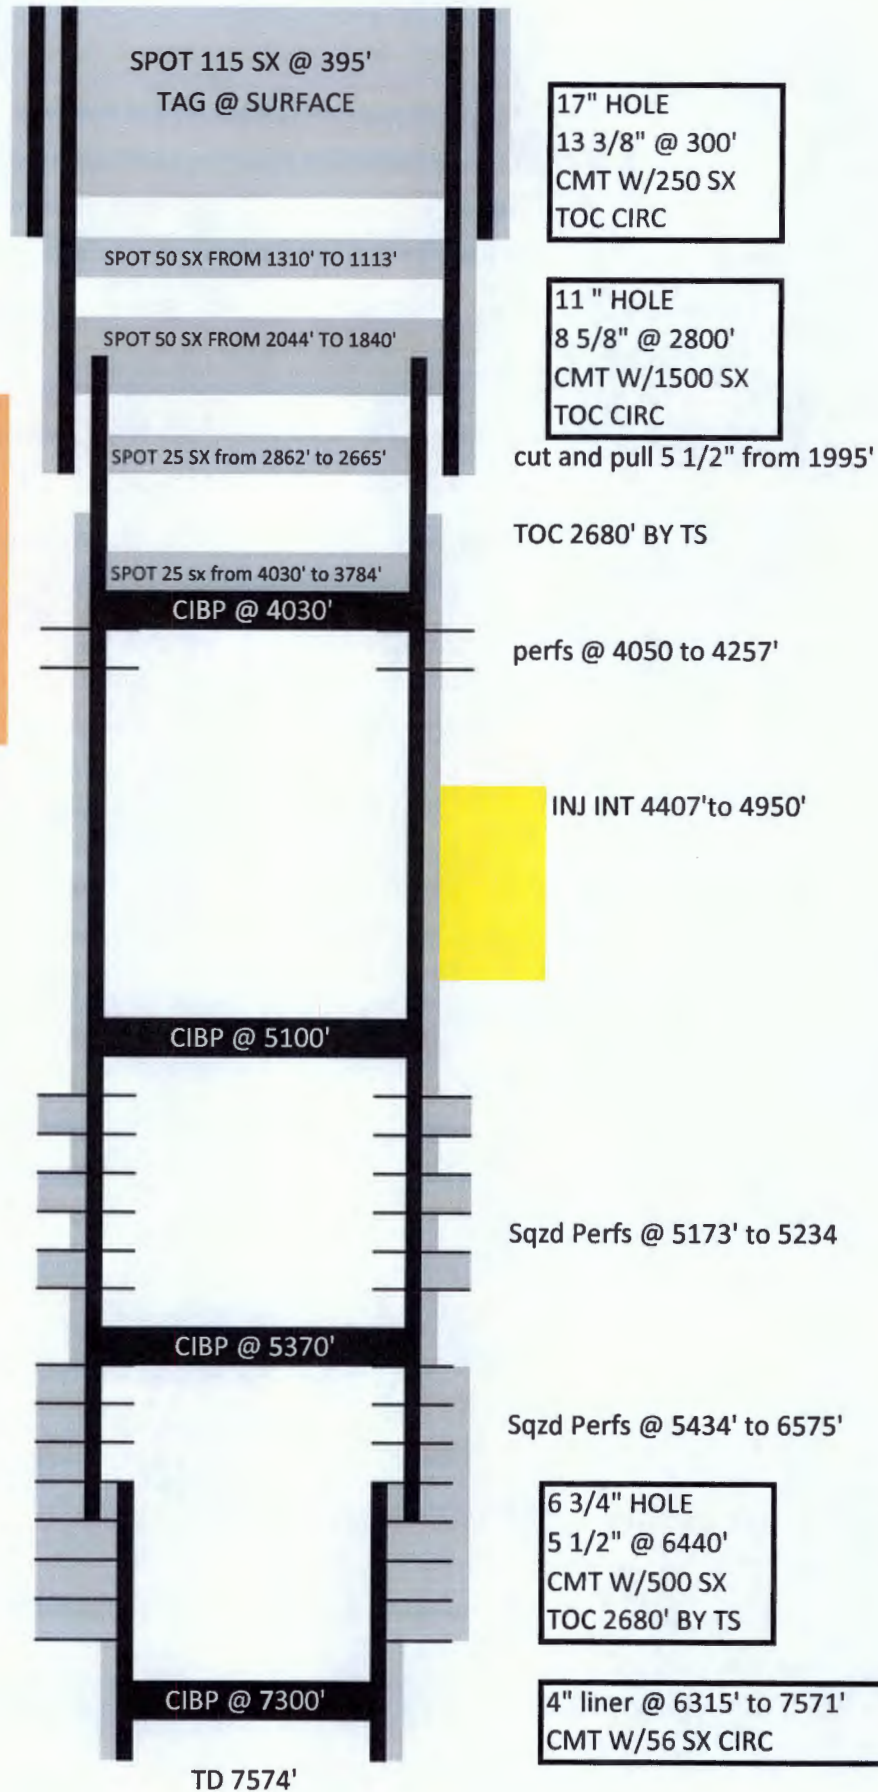 SPOT 115 SX @ 395'
TAG @ SURFACE
17" HOLE
13 3/8" @ 300'
CMT W/250 SX
TOC CIRC
SPOT 50 SX FROM 1310' TO 1113'
11 " HOLE
8 5/8" @ 2800'
CMT W/1500 SX
TOC CIRC
SPOT 50 SX FROM 2044' TO 1840'
SPOT 25 SX from 2862' to 2665'
cut and pull 5 1/2" from 1995'
TOC 2680' BY TS
SPOT 25 sx from 4030' to 3784'
CIBP @ 4030'
perfs @ 4050 to 4257'
INJ INT 4407'to 4950'
CIBP @ 5100'
Sqzd Perfs @ 5173' to 5234
CIBP @ 5370'
Sqzd Perfs @ 5434' to 6575'
6 3/4" HOLE
5 1/2" @ 6440'
CMT W/500 SX
TOC 2680' BY TS
CIBP @ 7300'
4" liner @ 6315' to 7571'
CMT W/56 SX CIRC
TD 7574'